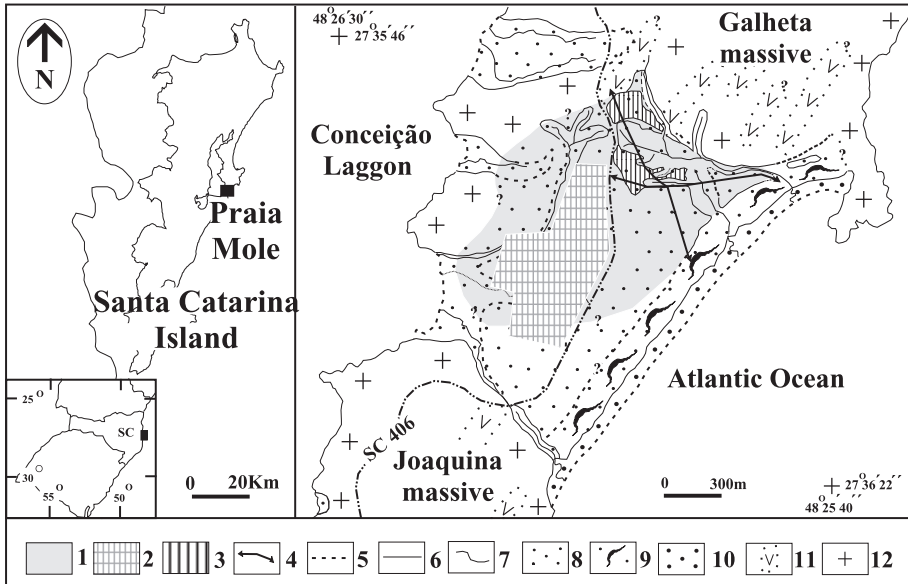 N
Praia
Mole
Santa Catarina
Island
25 O
SC
30
O
55 O
50 O
0 20Km
48 O 26´30´´
27 O 35´46´´
Galheta
massive
Conceição
Laggon
?
?
?
?
?
?
?
?
?
?
Atlantic Ocean
SC 406
Joaquina
massive
0 300m
27 O 36´22´´
48 O 25´40´´
1 2 3 4 5 6 7 8 9 10 11 12